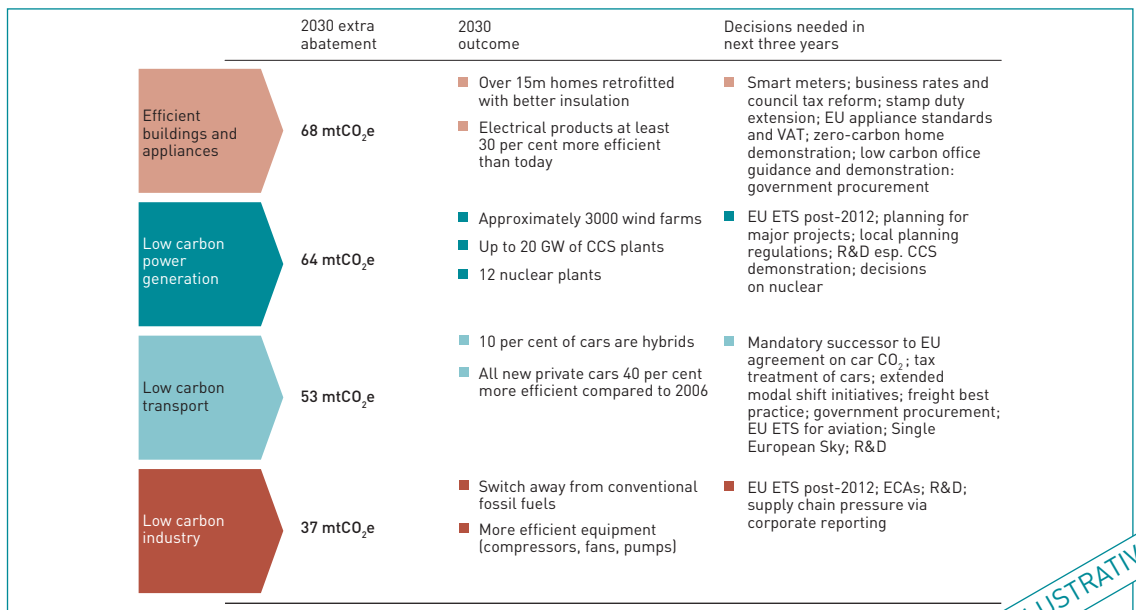 2030 extra
abatement
2030
outcome
Decisions needed in
next three years
Efficient
buildings and
appliances
68 mtCO₂e
Over 15m homes retrofitted
with better insulation
Electrical products at least
30 per cent more efficient
than today
Smart meters; business rates and
council tax reform; stamp duty
extension; EU appliance standards
and VAT; zero-carbon home
demonstration; low carbon office
guidance and demonstration:
government procurement
Low carbon
power
generation
64 mtCO₂e
Approximately 3000 wind farms
Up to 20 GW of CCS plants
12 nuclear plants
EU ETS post-2012; planning for
major projects; local planning
regulations; R&D esp. CCS
demonstration; decisions
on nuclear
Low carbon
transport
53 mtCO₂e
10 per cent of cars are hybrids
All new private cars 40 per cent
more efficient compared to 2006
Mandatory successor to EU
agreement on car CO₂; tax
treatment of cars; extended
modal shift initiatives; freight best
practice; government procurement;
EU ETS for aviation; Single
European Sky; R&D
Low carbon
industry
37 mtCO₂e
Switch away from conventional
fossil fuels
More efficient equipment
(compressors, fans, pumps)
EU ETS post-2012; ECAs; R&D;
supply chain pressure via
corporate reporting